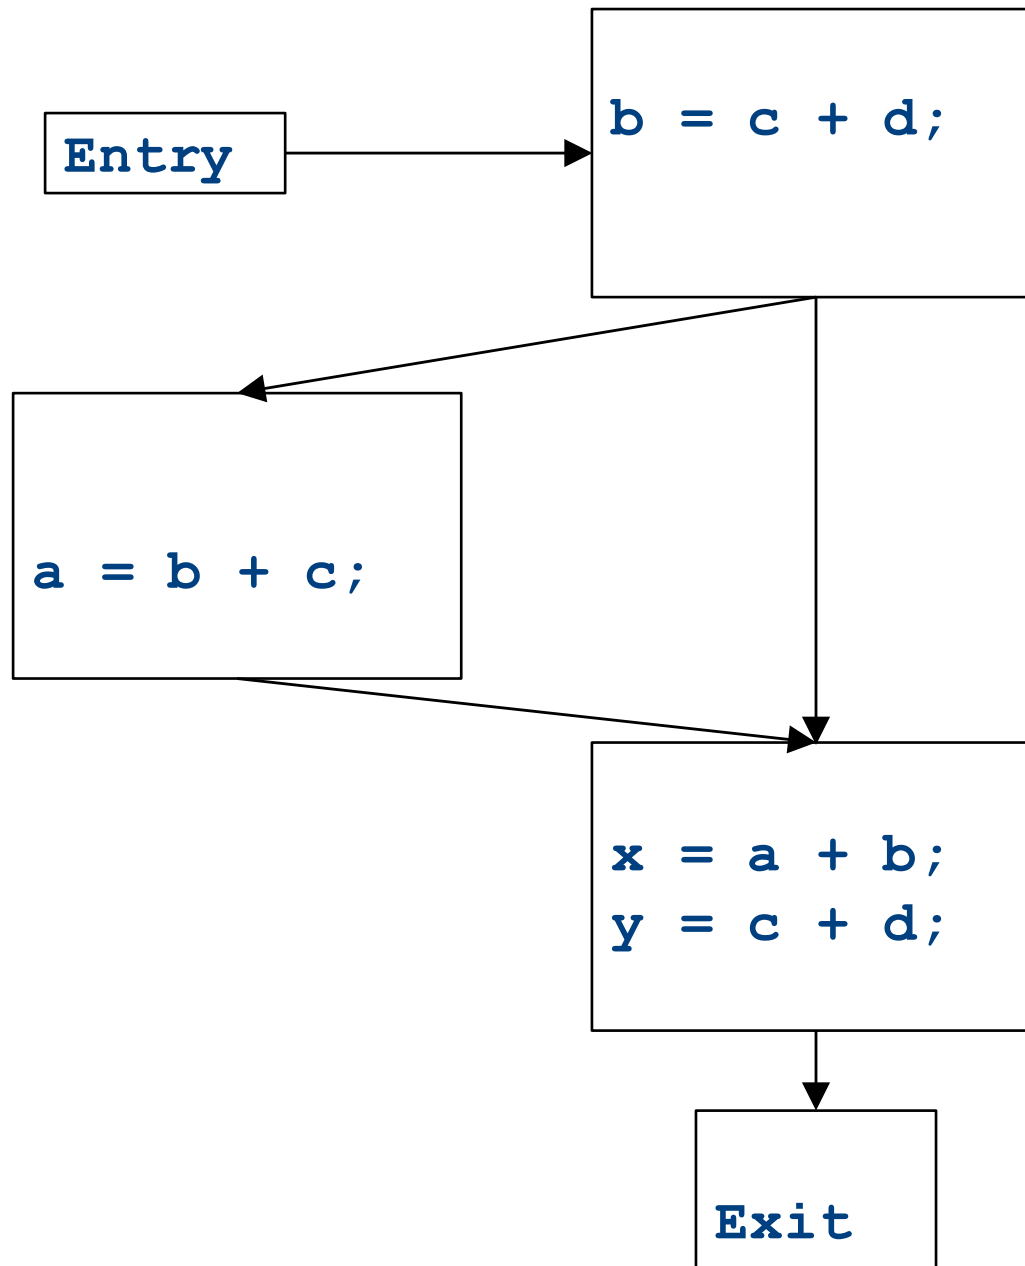 Entry
b = c + d;
a = b + c;
x = a + b;
y = c + d;
Exit